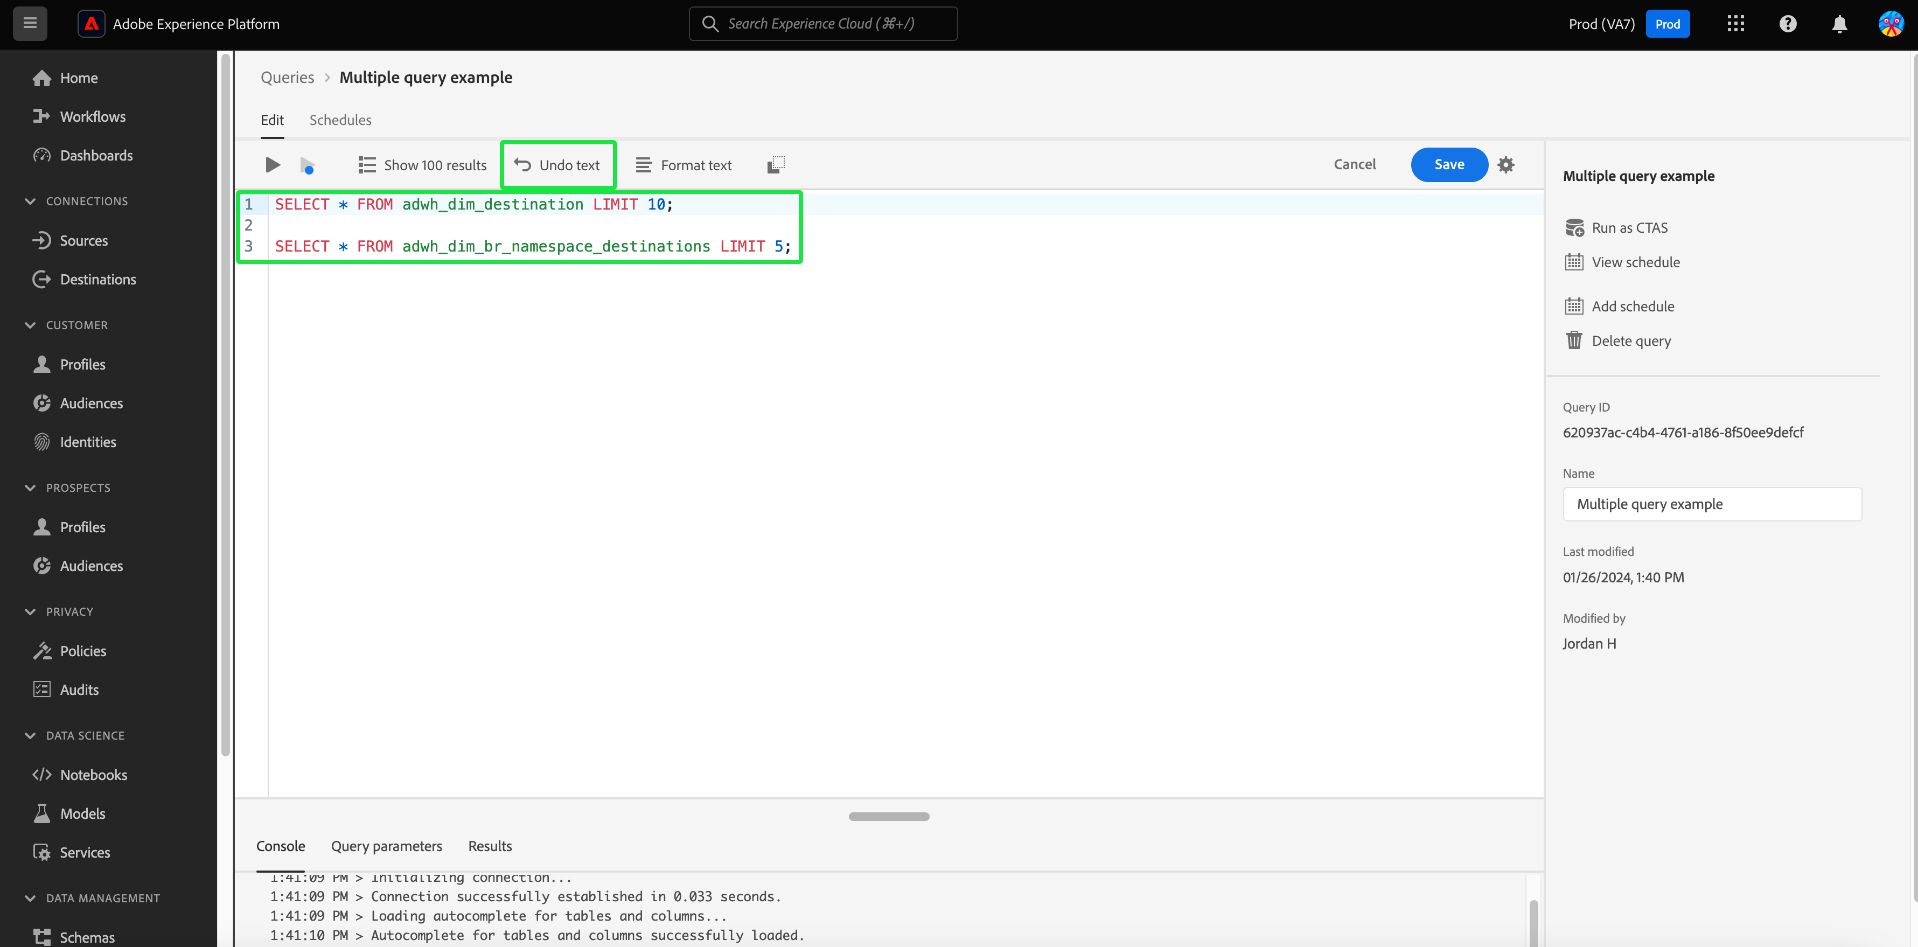 Adobe Experience Platform
Search Experience Cloud (⌘+/)
Prod (VA7)
Prod
Home
Workflows
Dashboards
CONNECTIONS
Sources
Destinations
CUSTOMER
Profiles
Audiences
Identities
PROSPECTS
Profiles
Audiences
PRIVACY
Policies
Audits
DATA SCIENCE
Notebooks
Models
Services
DATA MANAGEMENT
Schemas
Queries > Multiple query example
Edit Schedules
Show 100 results Undo text Format text Cancel Save
1 SELECT * FROM adwh_dim_destination LIMIT 10;
2
3 SELECT * FROM adwh_dim_br_namespace_destinations LIMIT 5;
Console Query parameters Results
1:41:09 PM > Initializing connection...
1:41:09 PM > Connection successfully established in 0.033 seconds.
1:41:09 PM > Loading autocomplete for tables and columns...
1:41:10 PM > Autocomplete for tables and columns successfully loaded.
Multiple query example
Run as CTAS
View schedule
Add schedule
Delete query
Query ID
620937ac-c4b4-4761-a186-8f50ee9defcf
Name
Multiple query example
Last modified
01/26/2024, 1:40 PM
Modified by
Jordan H